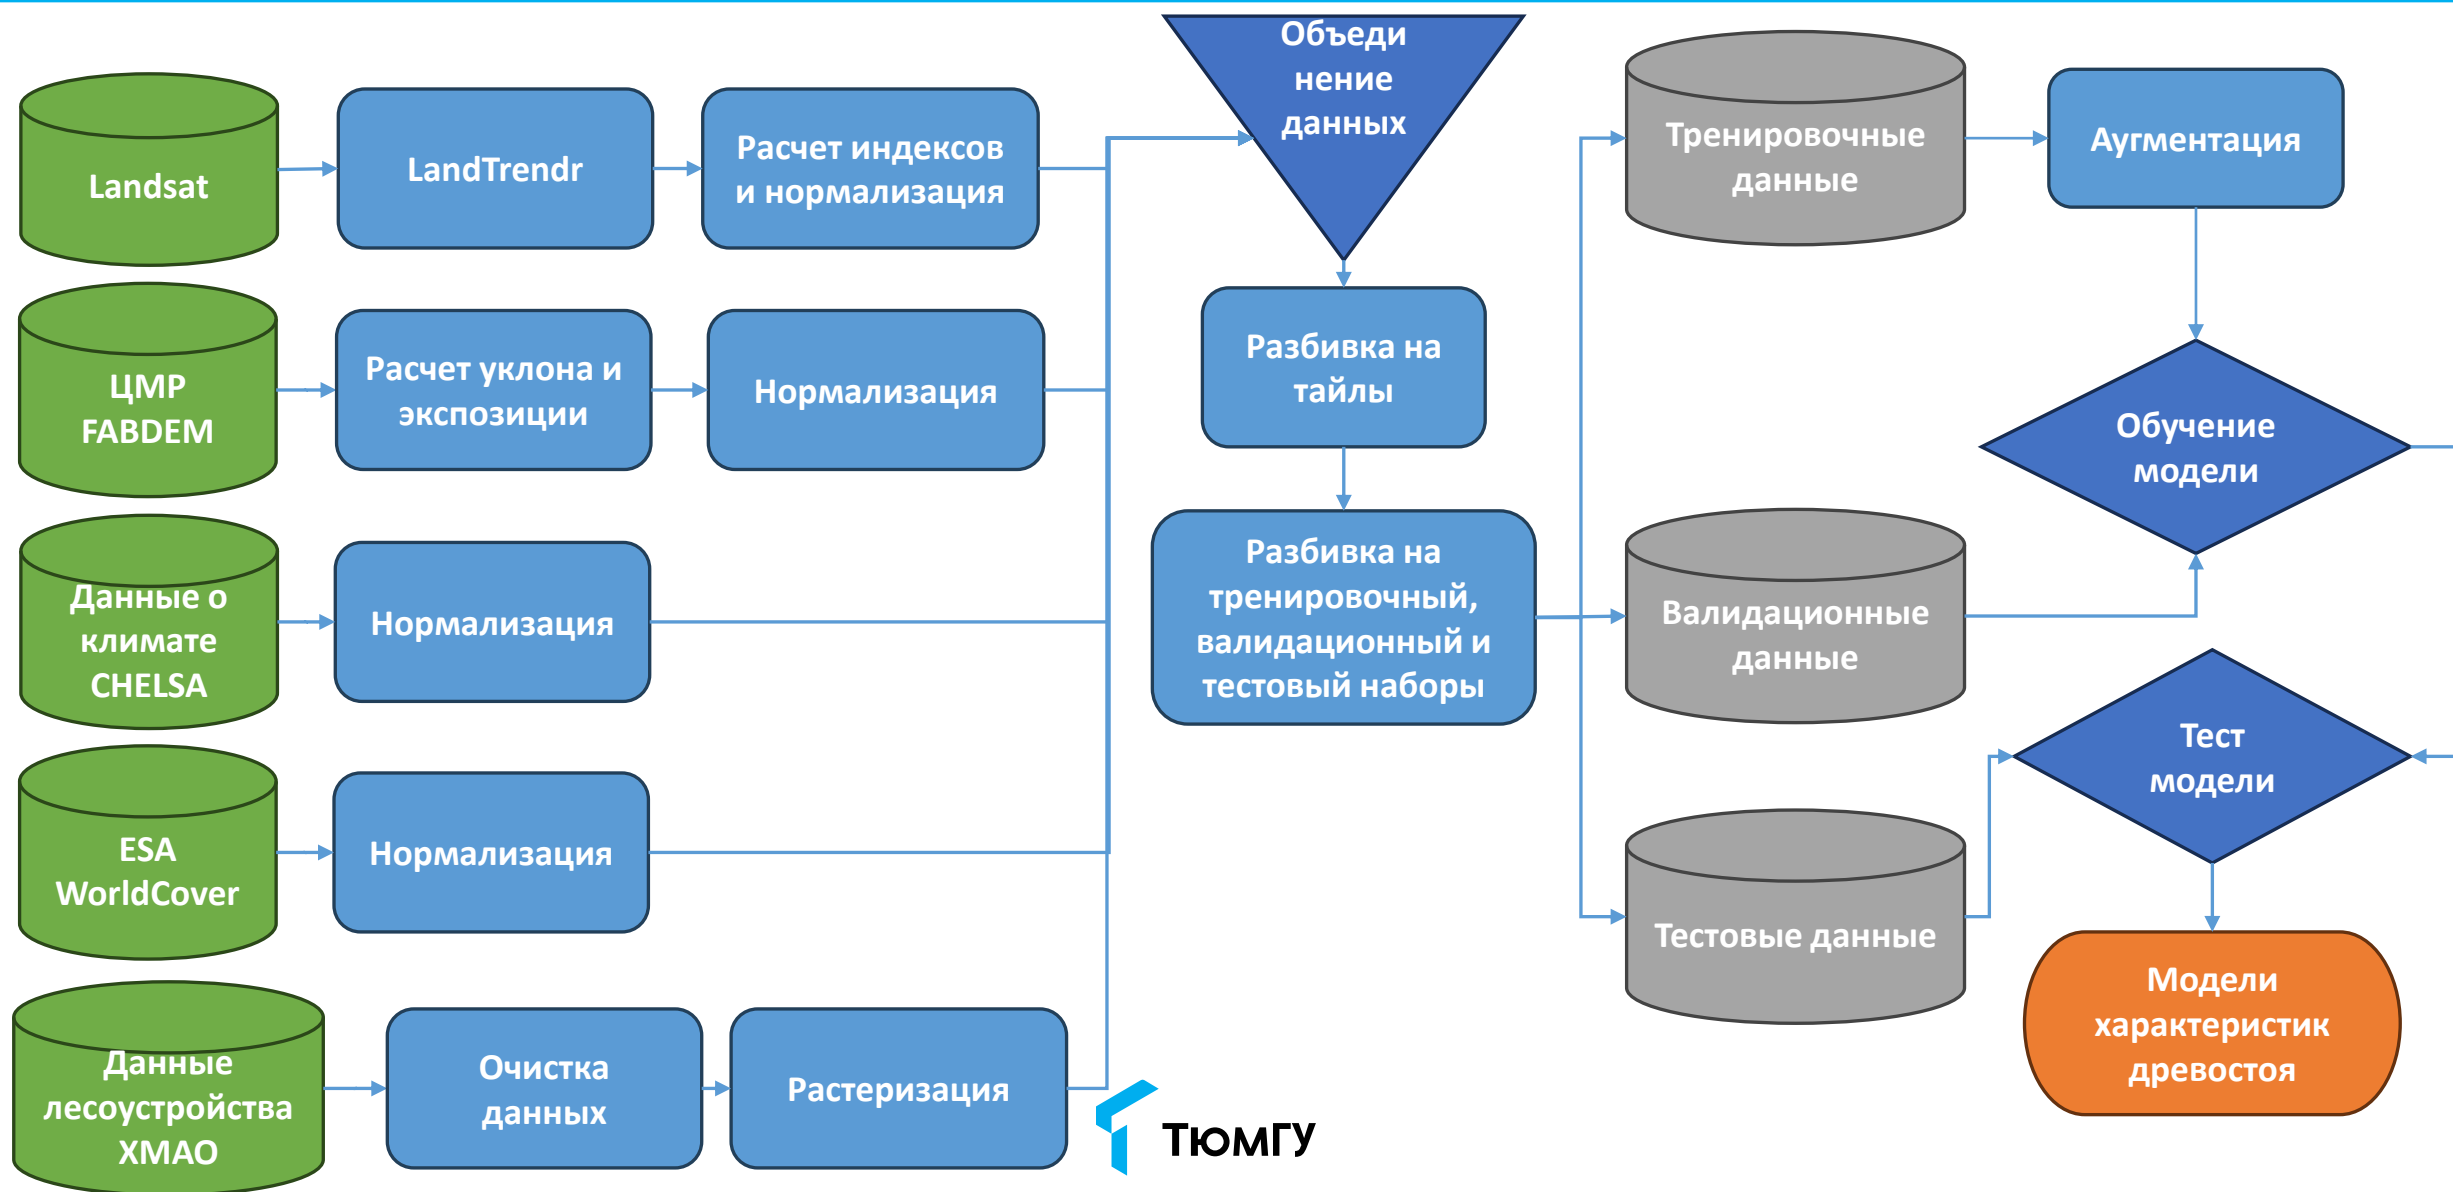 Landsat
LandTrendr
Расчет индексов
и нормализация
ЦМР
FABDEM
Расчет уклона и
экспозиции
Нормализация
Данные о
климате
CHELSA
Нормализация
ESA
WorldCover
Нормализация
Данные
лесоустройства
ХМАО
Очистка
данных
Растеризация
Объеди
нение
данных
Разбивка на
тайлы
Разбивка на
тренировочный,
валидационный и
тестовый наборы
Тренировочные
данные
Аугментация
Обучение
модели
Валидационные
данные
Тест
модели
Тестовые данные
Модели
характеристик
древостоя
ТЮМГУ